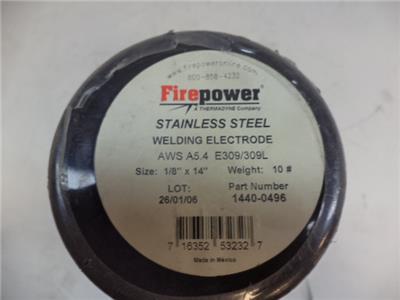 www.firepoweronline.com
800-858-4232
Firepower®
A THERMADYNE Company
STAINLESS STEEL
WELDING ELECTRODE
AWS A5.4 E309/309L
Size: 1/8" x 14" Weight: 10 #
LOT: Part Number
26/01/06 1440-0496
7 16352 53232 7
Made in Mexico